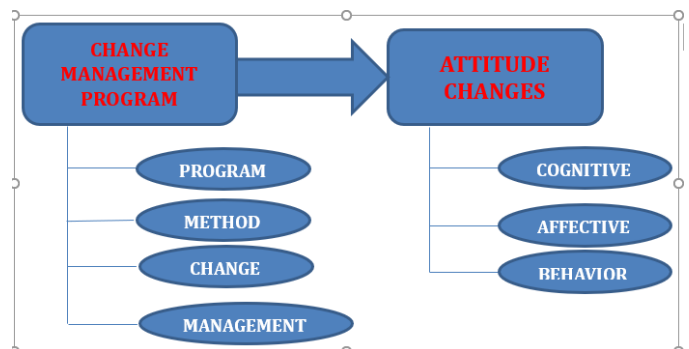 CHANGE
MANAGEMENT
PROGRAM
ATTITUDE
CHANGES
PROGRAM
METHOD
CHANGE
MANAGEMENT
COGNITIVE
AFFECTIVE
BEHAVIOR